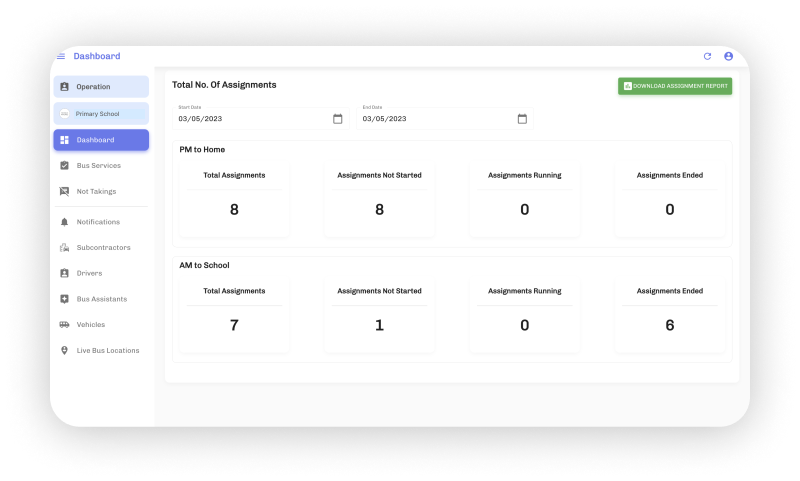 Dashboard
Operation
Primary School
Dashboard
Bus Services
Not Takings
Notifications
Subcontractors
Drivers
Bus Assistants
Vehicles
Live Bus Locations
Total No. Of Assignments
DOWNLOAD ASSIGNMENT REPORT
Start Date End Date
03/05/2023 03/05/2023
PM to Home
Total Assignments Assignments Not Started Assignments Running Assignments Ended
8 8 0 0
AM to School
Total Assignments Assignments Not Started Assignments Running Assignments Ended
7 1 0 6